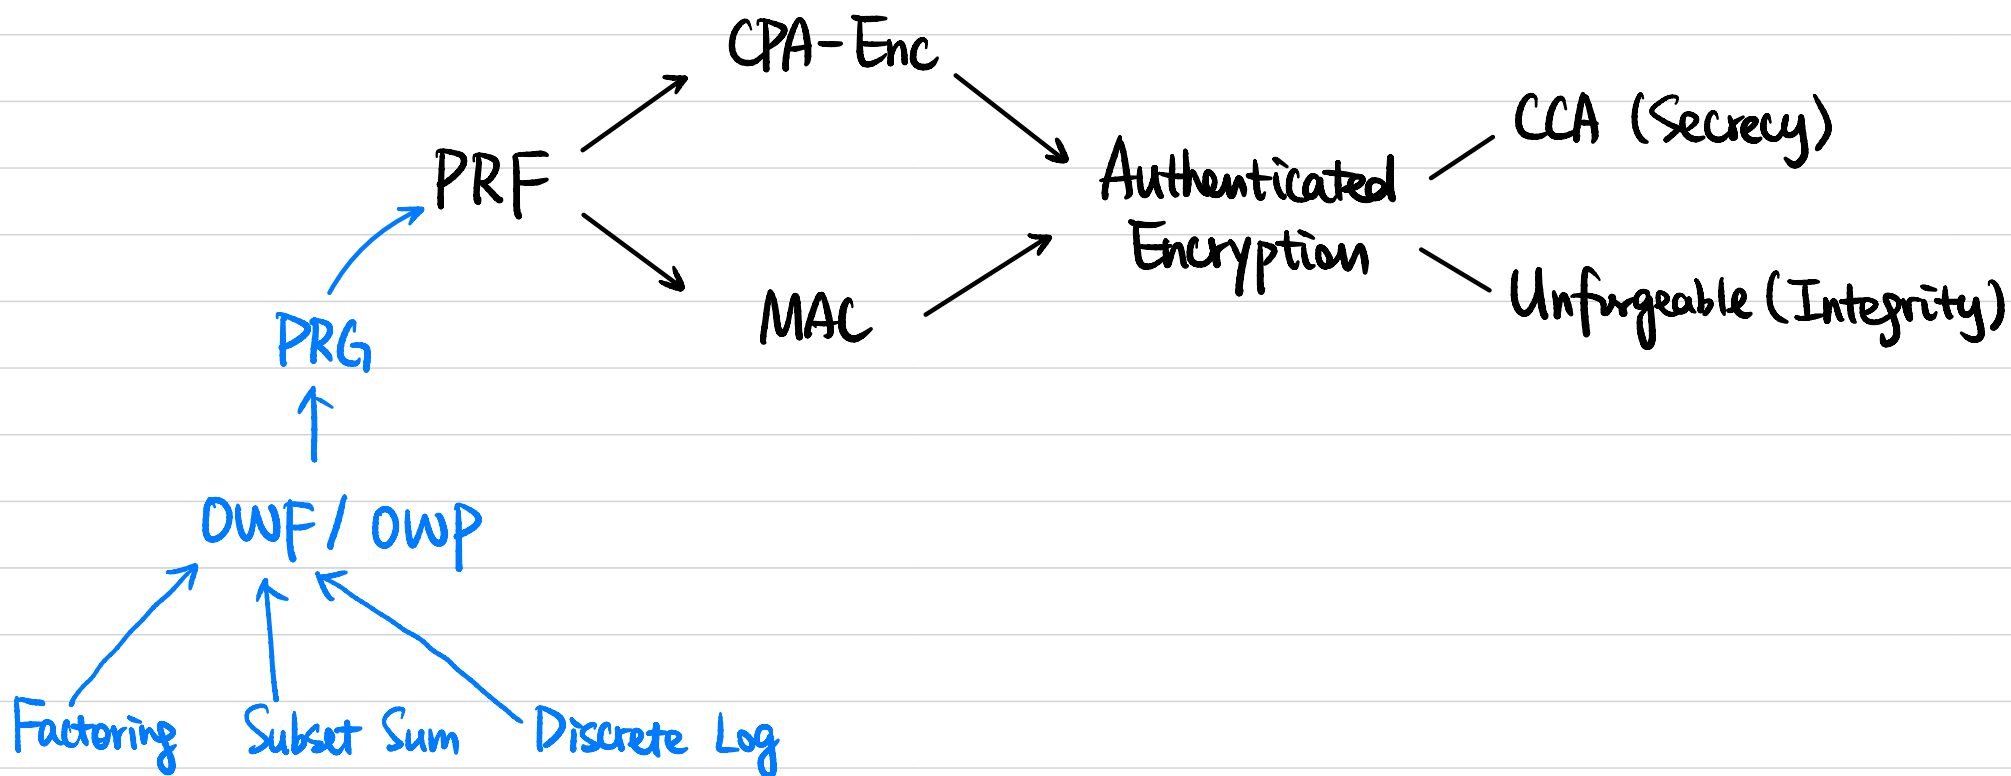 CPA-Enc
CCA (Secrecy)
PRF
Authenticated
Encryption
MAC
Unforgeable (Integrity)
PRG
OWF / OWP
Factoring
Subset Sum
Discrete Log